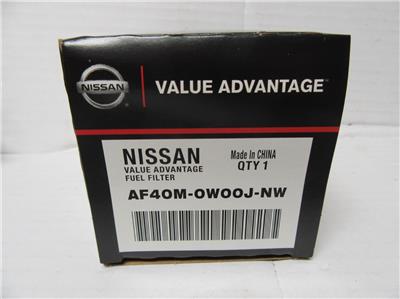 NISSAN
VALUE ADVANTAGE
NISSAN
VALUE ADVANTAGE
FUEL FILTER
Made In CHINA
QTY 1
AF40M-0W00J-NW